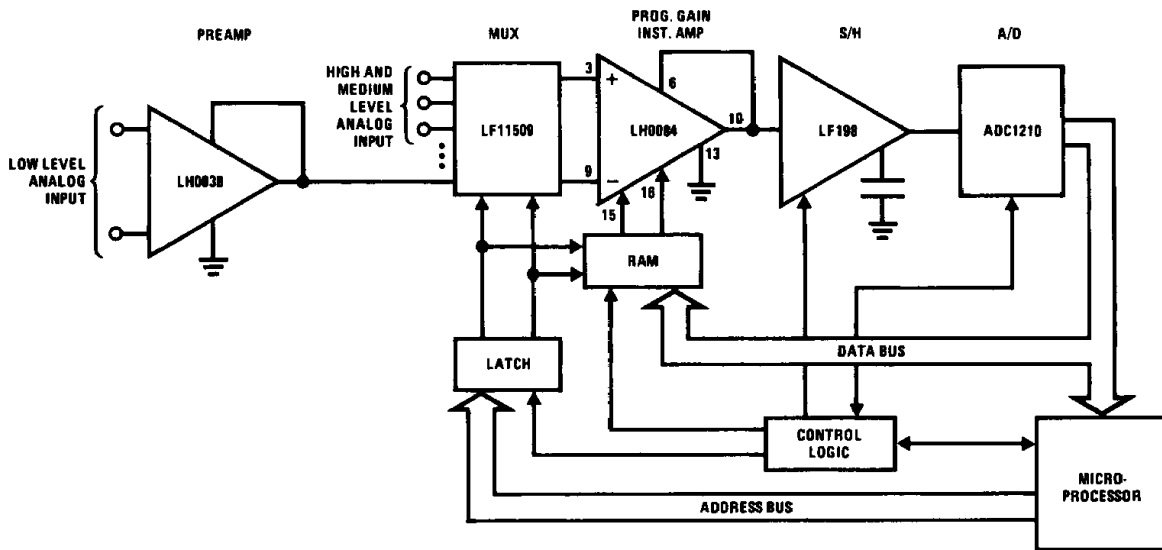 PREAMP
MUX
PROG. GAIN
INST. AMP
S/H
A/D
HIGH AND
MEDIUM
LEVEL
ANALOG
INPUT
LOW LEVEL
ANALOG
INPUT
LH0038
LF11509
3
+
6
LH0084
10
13
9
−
15
16
LF198
ADC1210
RAM
LATCH
DATA BUS
CONTROL
LOGIC
MICRO-
PROCESSOR
ADDRESS BUS